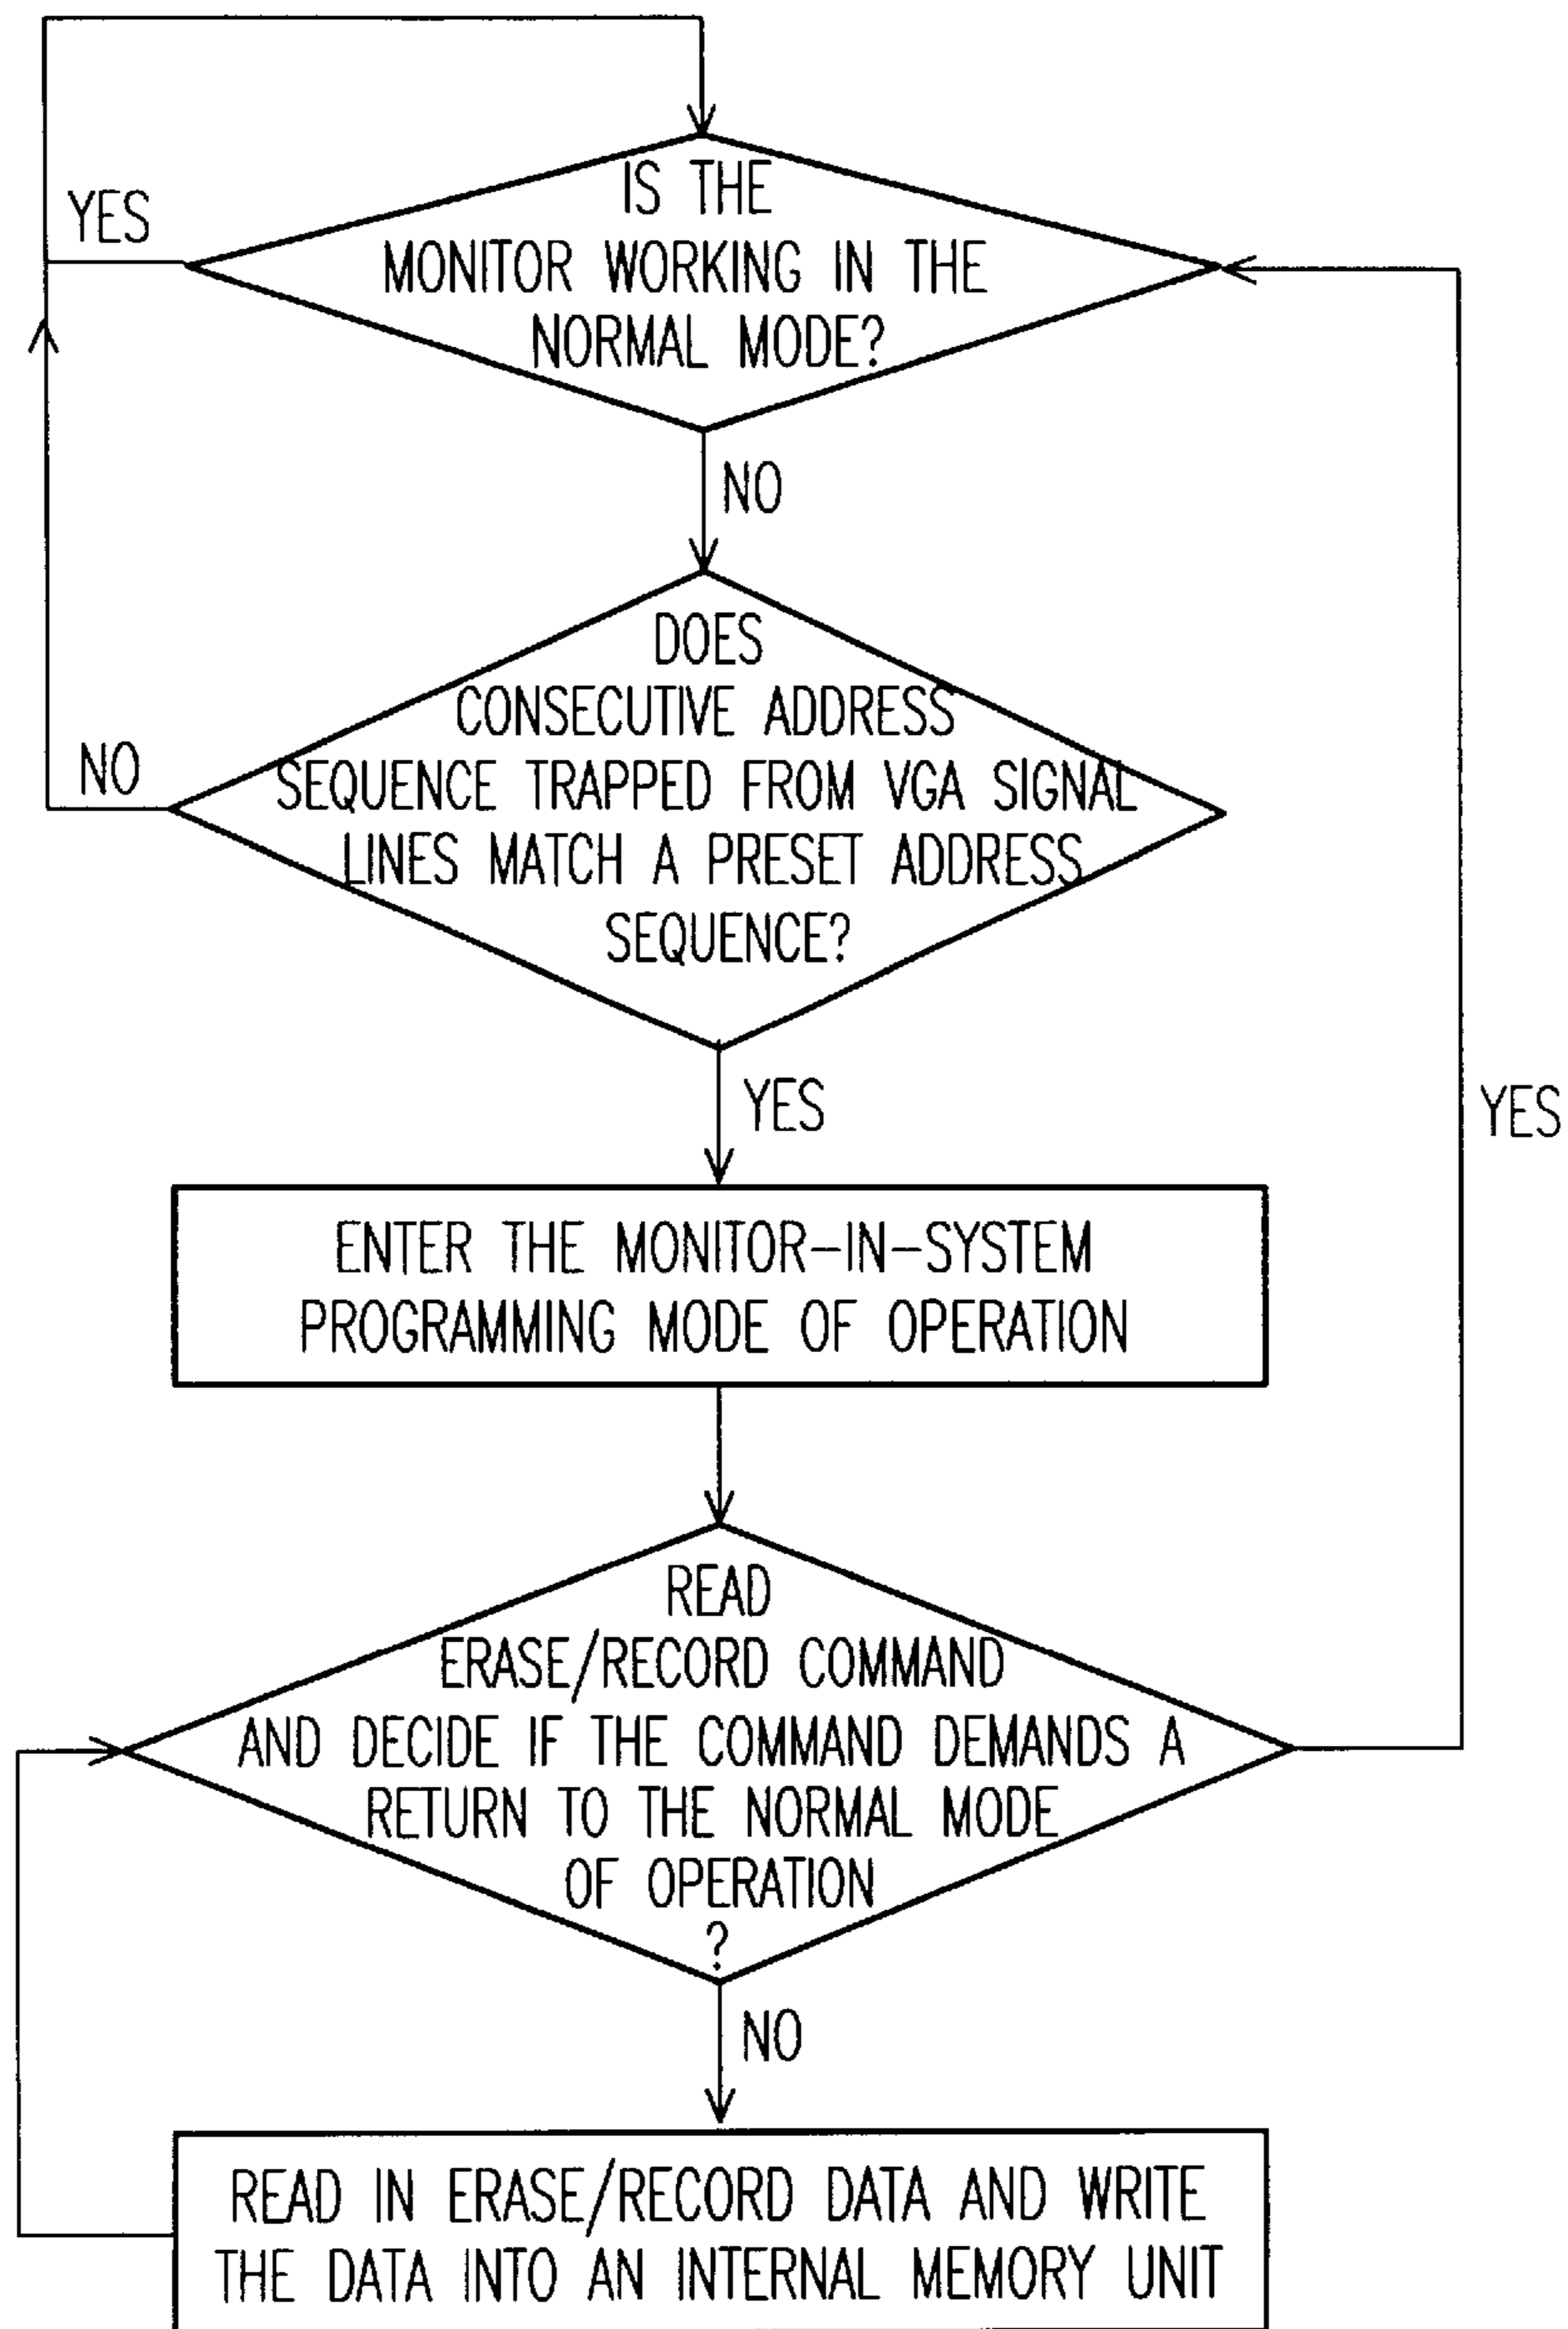 IS THE
MONITOR WORKING IN THE
NORMAL MODE?
YES
NO
DOES
CONSECUTIVE ADDRESS
SEQUENCE TRAPPED FROM VGA SIGNAL
LINES MATCH A PRESET ADDRESS
SEQUENCE?
NO
YES
YES
ENTER THE MONITOR-IN-SYSTEM
PROGRAMMING MODE OF OPERATION
READ
ERASE/RECORD COMMAND
AND DECIDE IF THE COMMAND DEMANDS A
RETURN TO THE NORMAL MODE
OF OPERATION
?
NO
READ IN ERASE/RECORD DATA AND WRITE
THE DATA INTO AN INTERNAL MEMORY UNIT